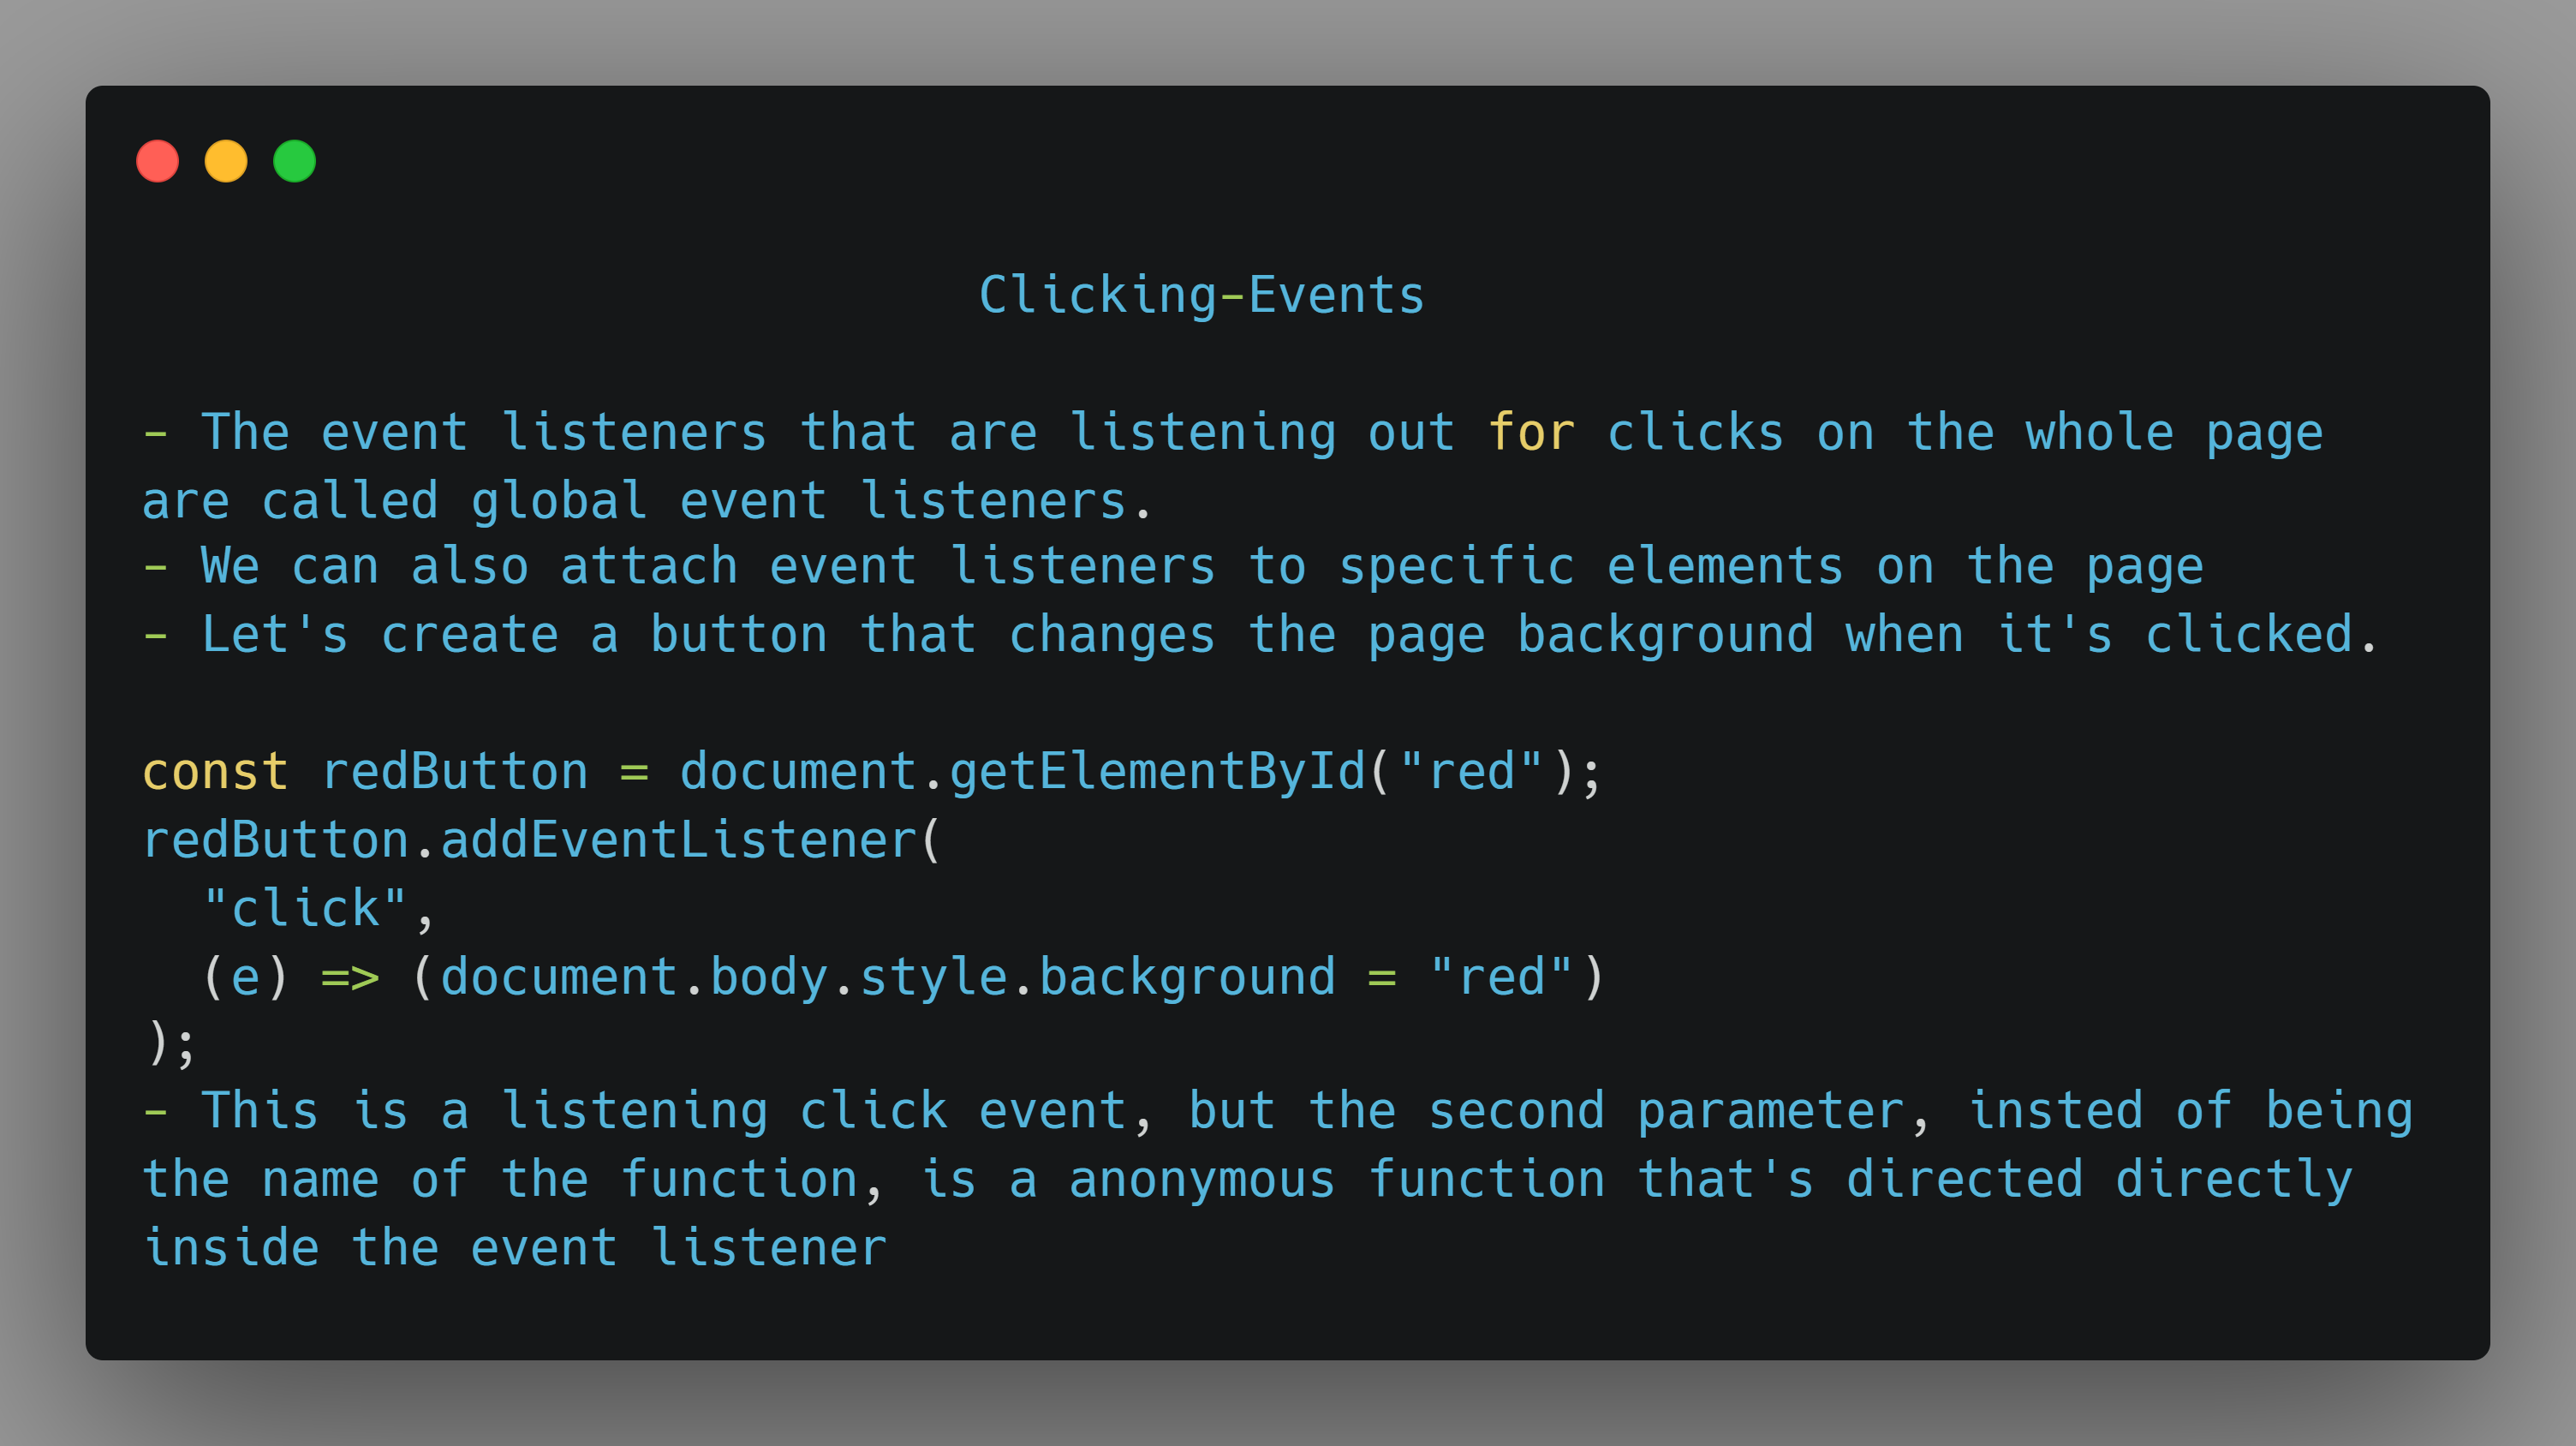 Clicking-Events
- The event listeners that are listening out for clicks on the whole page
are called global event listeners.
- We can also attach event listeners to specific elements on the page
- Let's create a button that changes the page background when it's clicked.
const redButton = document.getElementById("red");
redButton.addEventListener(
  "click",
  (e) => (document.body.style.background = "red")
);
- This is a listening click event, but the second parameter, insted of being
the name of the function, is a anonymous function that's directed directly
inside the event listener